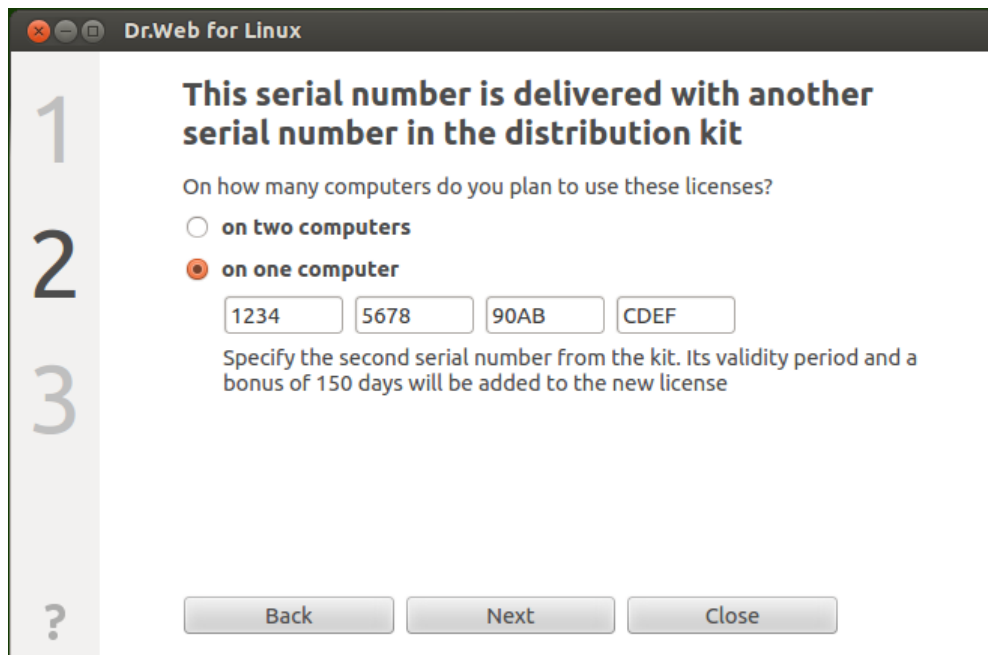 Dr.Web for Linux
1
This serial number is delivered with another
serial number in the distribution kit
On how many computers do you plan to use these licenses?
on two computers
2
on one computer
1234 5678 90AB CDEF
Specify the second serial number from the kit. Its validity period and a
bonus of 150 days will be added to the new license
3
?
Back Next Close